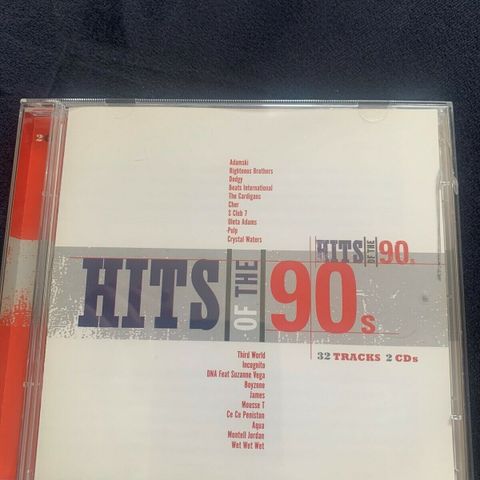 Adamski
Righteous Brothers
Dodgy
Beats International
The Cardigans
Cher
S Club 7
Oleta Adams
Pulp
Crystal Waters
HITS OF THE 90s
HITS OF THE 90s
32 TRACKS 2 CDs
Third World
Incognito
DNA Feat Suzanne Vega
Boyzone
James
Mousse T
Ce Ce Peniston
Aqua
Montell Jordan
Wet Wet Wet